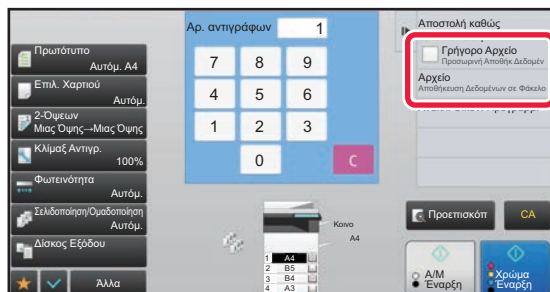 Αρ. αντιγράφων 1
Αποστολή καθώς
Γρήγορο Αρχείο
Προσωρινή Αποθήκ Δεδομέν
Αρχείο
Αποθήκευση Δεδομένων σε Φάκελο
Πρωτότυπο
Αυτόμ. A4
Επιλ. Χαρτιού
Αυτόμ.
2-Όψεων
Μιας Όψης→Μιας Όψης
Κλίμαξ Αντιγρ.
100%
Φωτεινότητα
Αυτόμ.
Σελιδοποίηση/Ομαδοποίηση
Αυτόμ.
Δίσκος Εξόδου
Άλλα
7 8 9
4 5 6
1 2 3
0 C
Κοινο
A4
1 A4
2 B5
3 B4
4 A3
Προεπισκόπ
CA
Α/Μ
Έναρξη
Χρώμα
Έναρξη